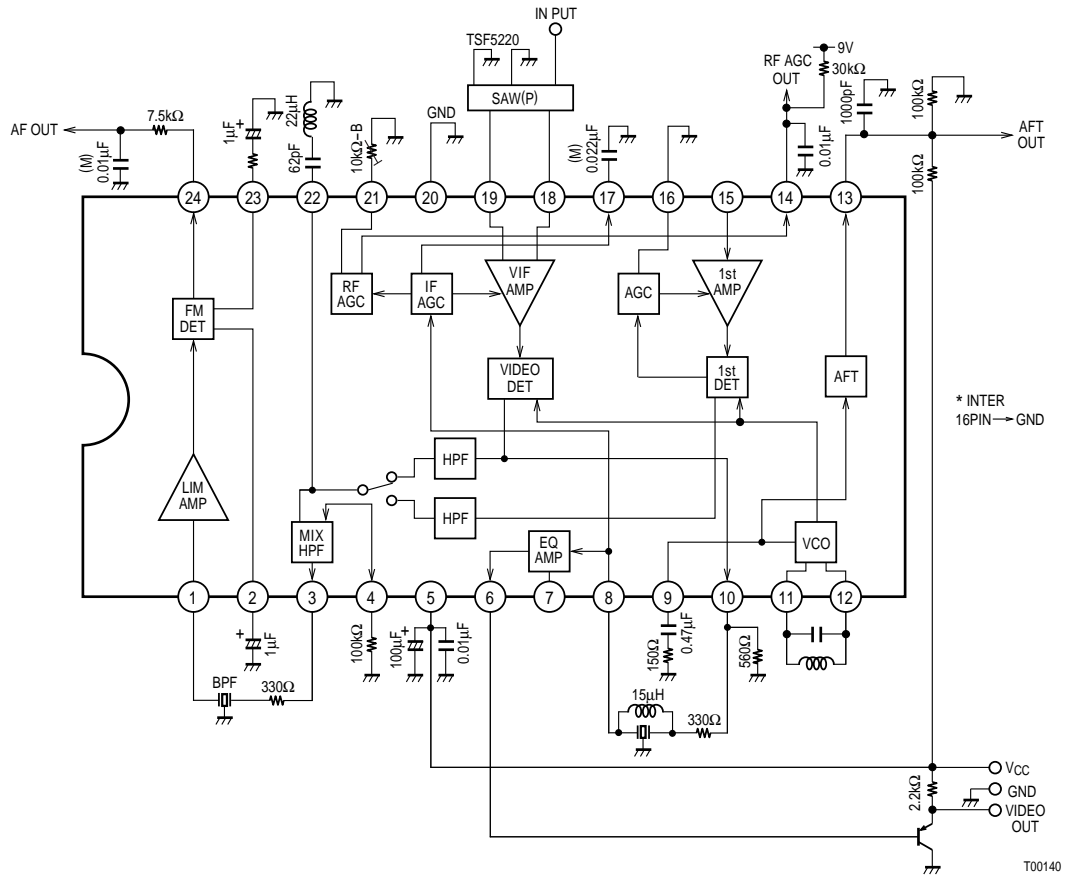 IN PUT
TSF5220
SAW(P)
RF AGC
OUT
9V
30kΩ
1000pF
100kΩ
AFT
OUT
100kΩ
0.01µF
AF OUT
7.5kΩ
(M)
0.01µF
1µF
+
22µH
62pF
10kΩ-B
GND
(M)
0.022µF
24
23
22
21
20
19
18
17
16
15
14
13
FM
DET
RF
AGC
IF
AGC
VIF
AMP
AGC
1st
AMP
VIDEO
DET
1st
DET
AFT
* INTER
16PIN → GND
LIM
AMP
HPF
HPF
MIX
HPF
EQ
AMP
VCO
1
2
3
4
5
6
7
8
9
10
11
12
+
1µF
100kΩ
100µF
+
0.01µF
150Ω
0.47µF
560Ω
BPF
330Ω
15µH
330Ω
VCC
2.2kΩ
GND
VIDEO
OUT
T00140